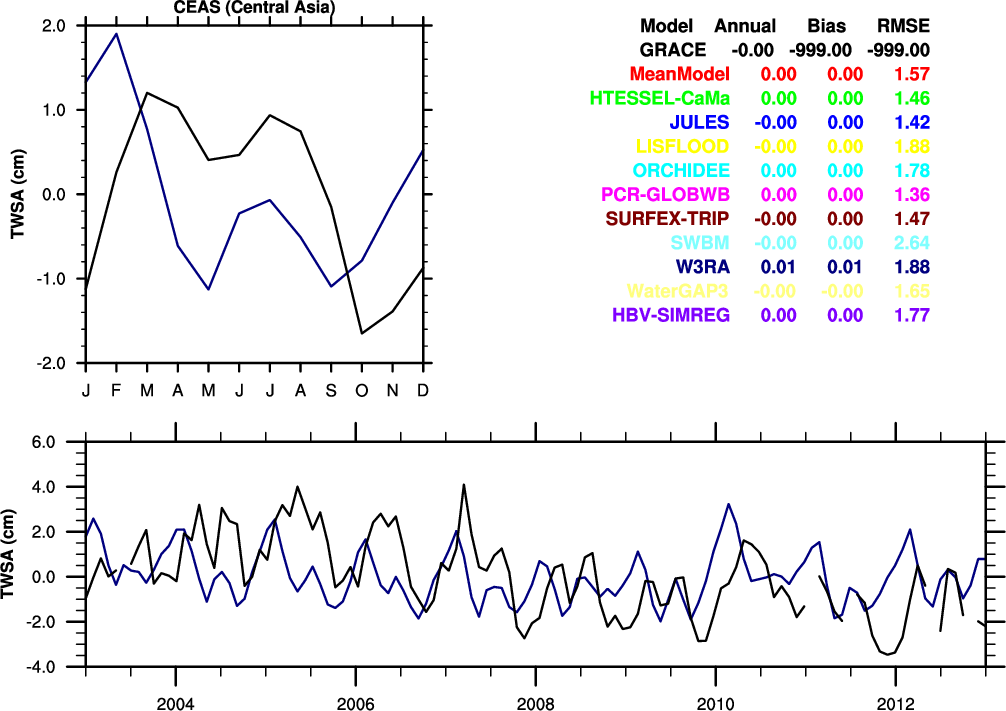 CEAS (Central Asia)
2.0
1.0
0.0
-1.0
-2.0
TWSA (cm)
J F M A M J J A S O N D
Model Annual Bias RMSE
GRACE -0.00 -999.00 -999.00
MeanModel 0.00 0.00 1.57
HTESSEL-CaMa 0.00 0.00 1.46
JULES -0.00 0.00 1.42
LISFLOOD -0.00 0.00 1.88
ORCHIDEE 0.00 0.00 1.78
PCR-GLOBWB 0.00 0.00 1.36
SURFEX-TRIP -0.00 0.00 1.47
SWBM -0.00 0.00 2.64
W3RA 0.01 0.01 1.88
WaterGAP3 -0.00 -0.00 1.65
HBV-SIMREG 0.00 0.00 1.77
6.0
4.0
2.0
0.0
-2.0
-4.0
TWSA (cm)
2004 2006 2008 2010 2012